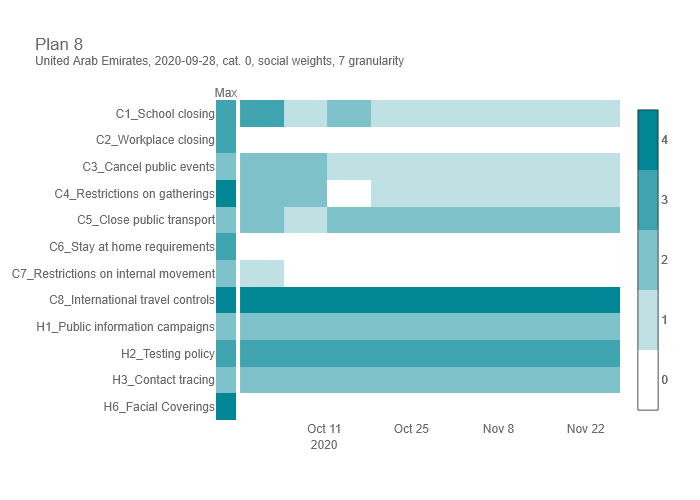 Plan 8
United Arab Emirates, 2020-09-28, cat. 0, social weights, 7 granularity
Max
C1_School closing
C2_Workplace closing
C3_Cancel public events
C4_Restrictions on gatherings
C5_Close public transport
C6_Stay at home requirements
C7_Restrictions on internal movement
C8_International travel controls
H1_Public information campaigns
H2_Testing policy
H3_Contact tracing
H6_Facial Coverings
4
3
2
1
0
Oct 11 Oct 25 Nov 8 Nov 22
2020